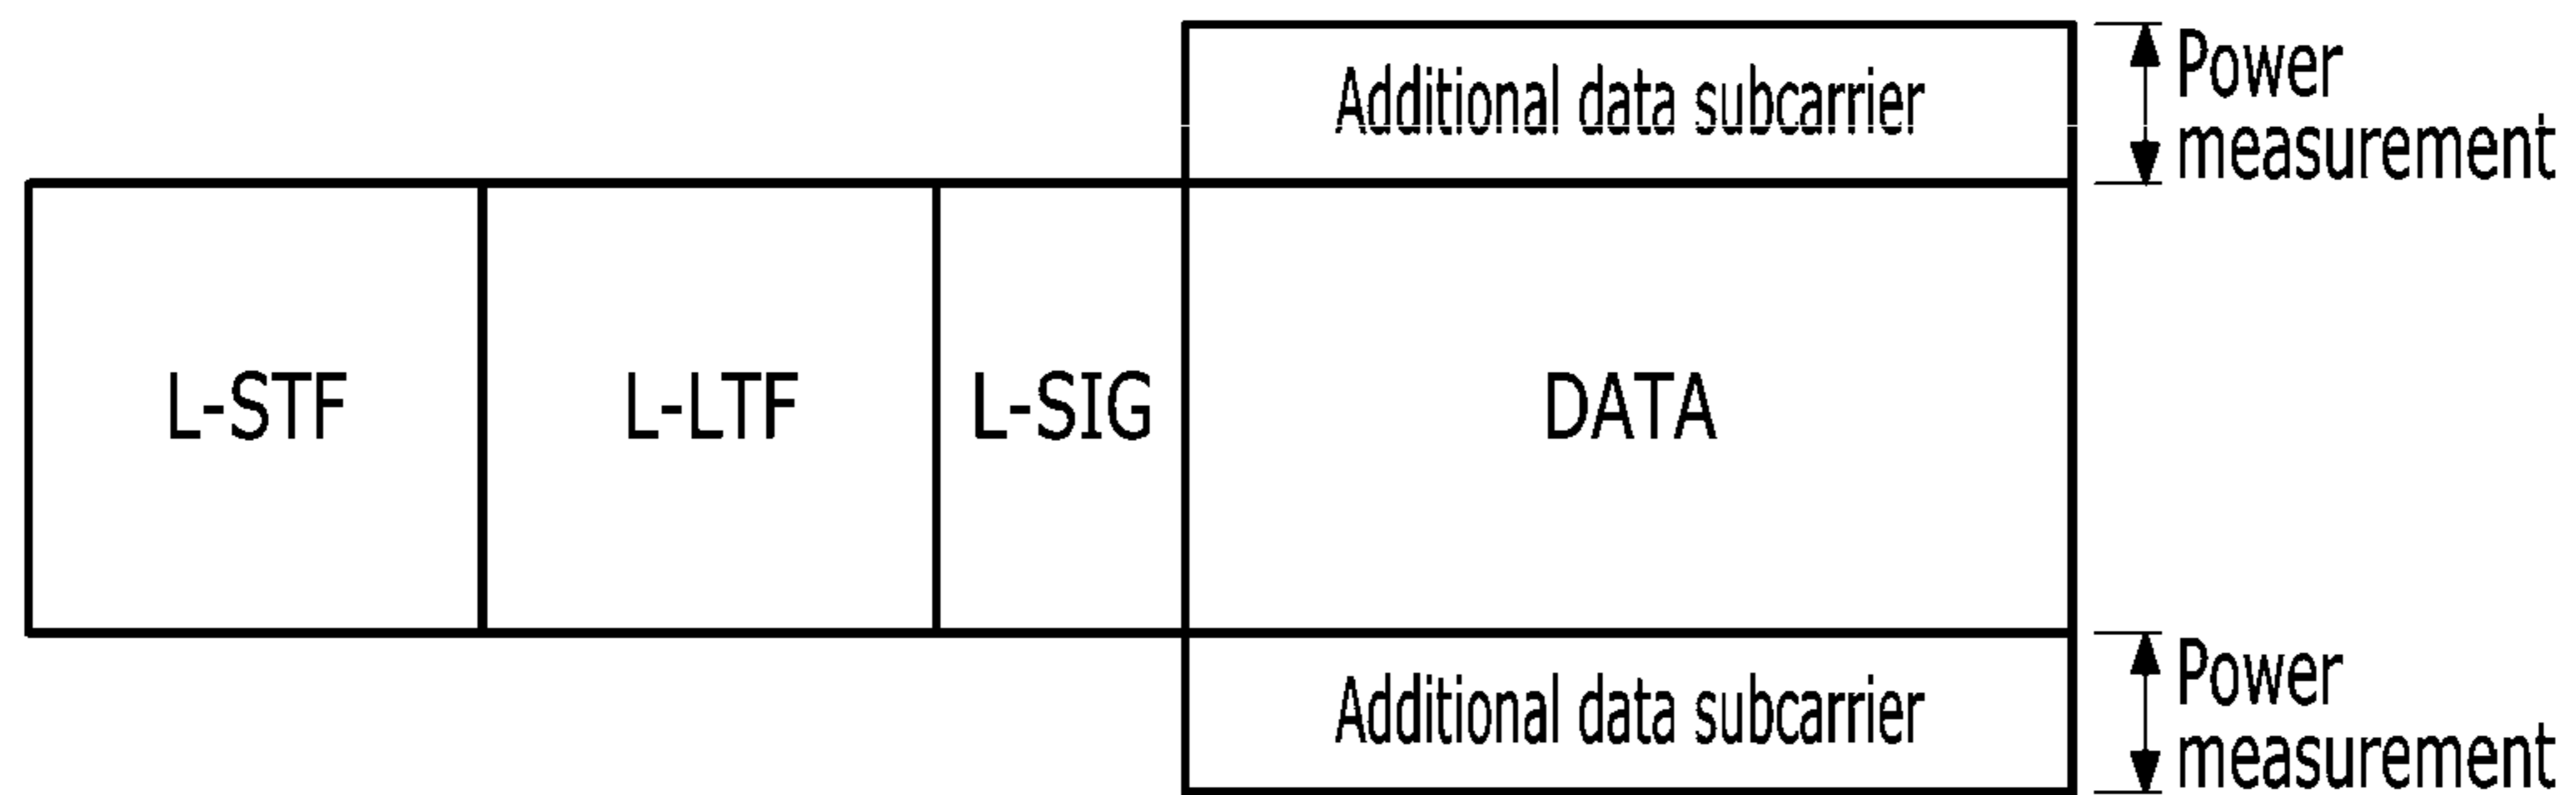 Additional data subcarrier
Power
measurement
L-STF
L-LTF
L-SIG
DATA
Additional data subcarrier
Power
measurement